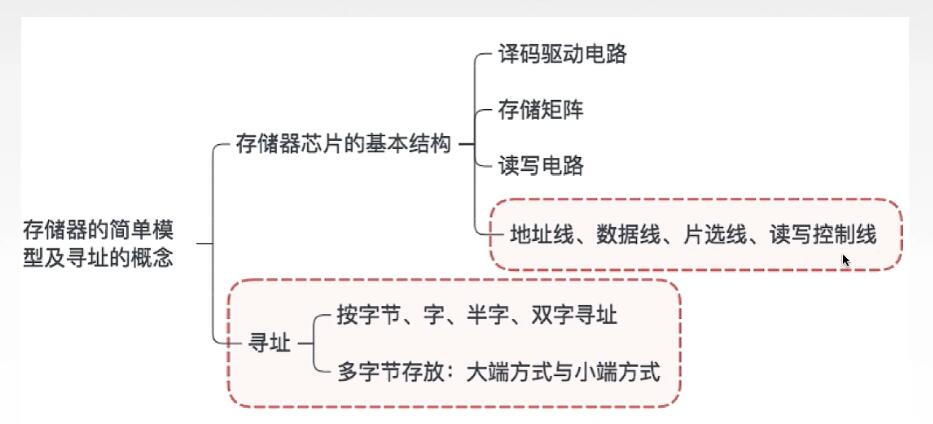 译码驱动电路
存储矩阵
存储器芯片的基本结构
读写电路
地址线、数据线、片选线、读写控制线
存储器的简单模
型及寻址的概念
按字节、字、半字、双字寻址
寻址
多字节存放：大端方式与小端方式